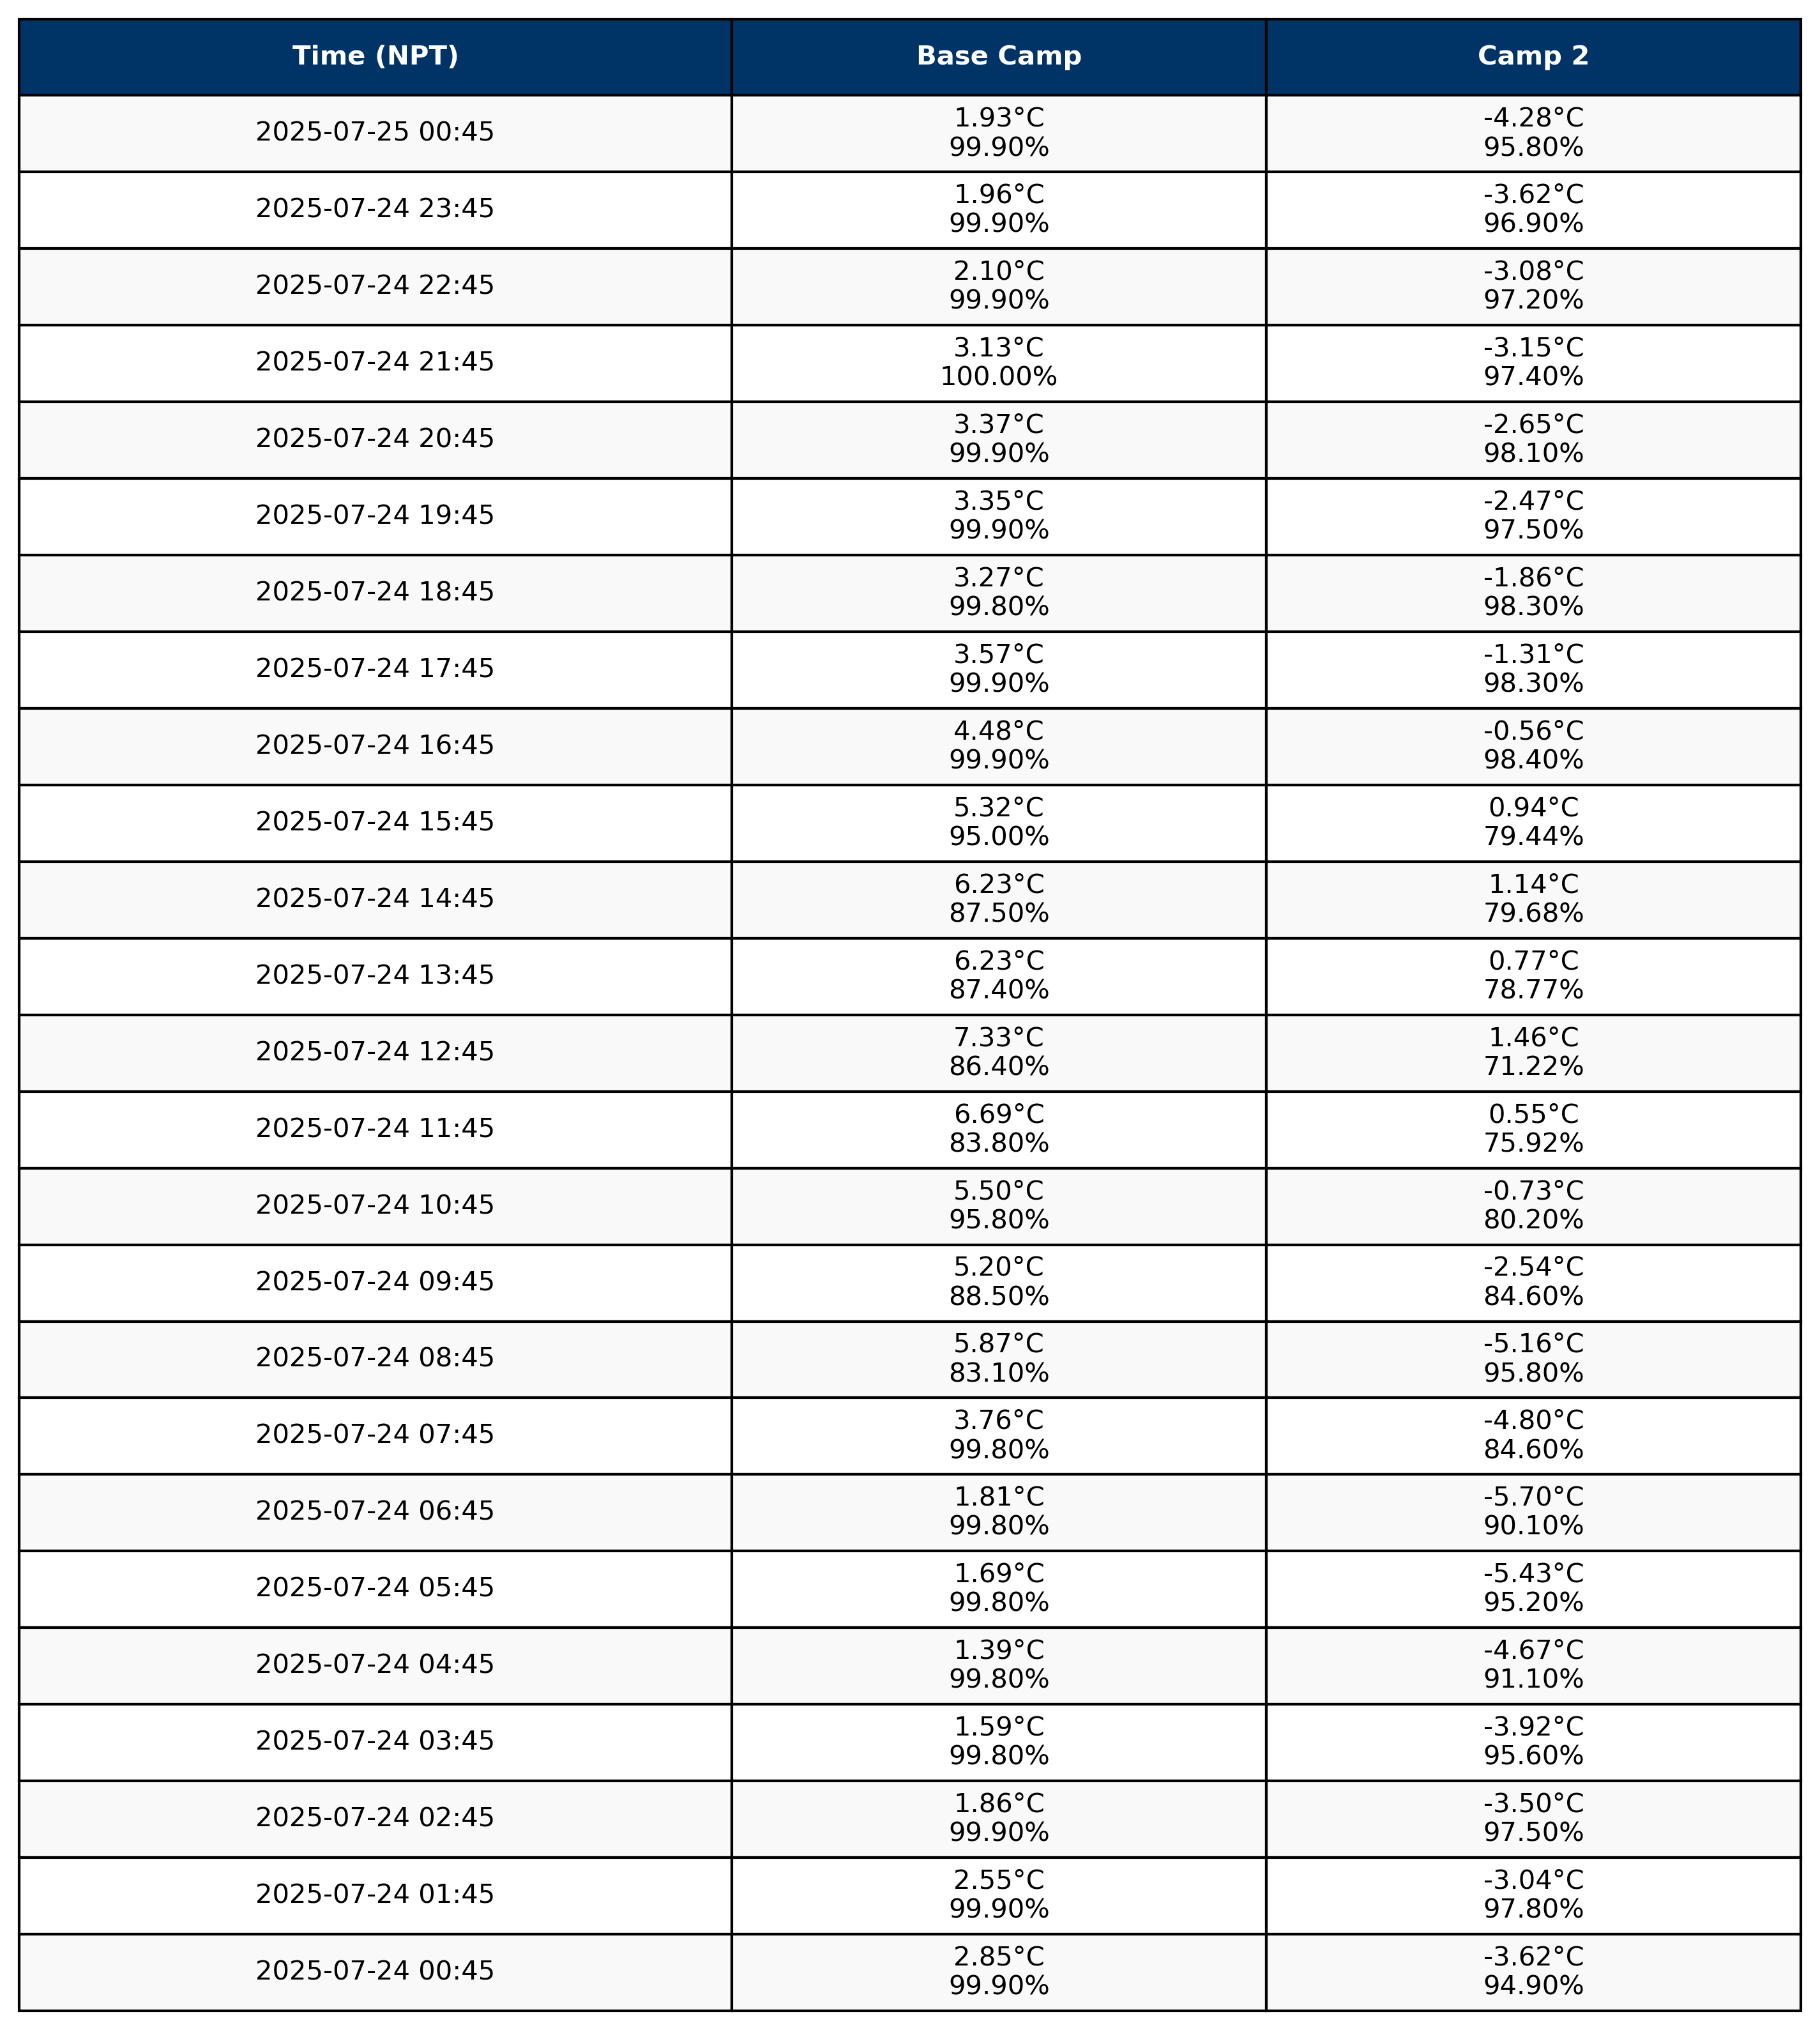 Time (NPT) Base Camp Camp 2
2025-07-25 00:45 1.93°C -4.28°C
99.90% 95.80%
2025-07-24 23:45 1.96°C -3.62°C
99.90% 96.90%
2025-07-24 22:45 2.10°C -3.08°C
99.90% 97.20%
2025-07-24 21:45 3.13°C -3.15°C
100.00% 97.40%
2025-07-24 20:45 3.37°C -2.65°C
99.90% 98.10%
2025-07-24 19:45 3.35°C -2.47°C
99.90% 97.50%
2025-07-24 18:45 3.27°C -1.86°C
99.80% 98.30%
2025-07-24 17:45 3.57°C -1.31°C
99.90% 98.30%
2025-07-24 16:45 4.48°C -0.56°C
99.90% 98.40%
2025-07-24 15:45 5.32°C 0.94°C
95.00% 79.44%
2025-07-24 14:45 6.23°C 1.14°C
87.50% 79.68%
2025-07-24 13:45 6.23°C 0.77°C
87.40% 78.77%
2025-07-24 12:45 7.33°C 1.46°C
86.40% 71.22%
2025-07-24 11:45 6.69°C 0.55°C
83.80% 75.92%
2025-07-24 10:45 5.50°C -0.73°C
95.80% 80.20%
2025-07-24 09:45 5.20°C -2.54°C
88.50% 84.60%
2025-07-24 08:45 5.87°C -5.16°C
83.10% 95.80%
2025-07-24 07:45 3.76°C -4.80°C
99.80% 84.60%
2025-07-24 06:45 1.81°C -5.70°C
99.80% 90.10%
2025-07-24 05:45 1.69°C -5.43°C
99.80% 95.20%
2025-07-24 04:45 1.39°C -4.67°C
99.80% 91.10%
2025-07-24 03:45 1.59°C -3.92°C
99.80% 95.60%
2025-07-24 02:45 1.86°C -3.50°C
99.90% 97.50%
2025-07-24 01:45 2.55°C -3.04°C
99.90% 97.80%
2025-07-24 00:45 2.85°C -3.62°C
99.90% 94.90%